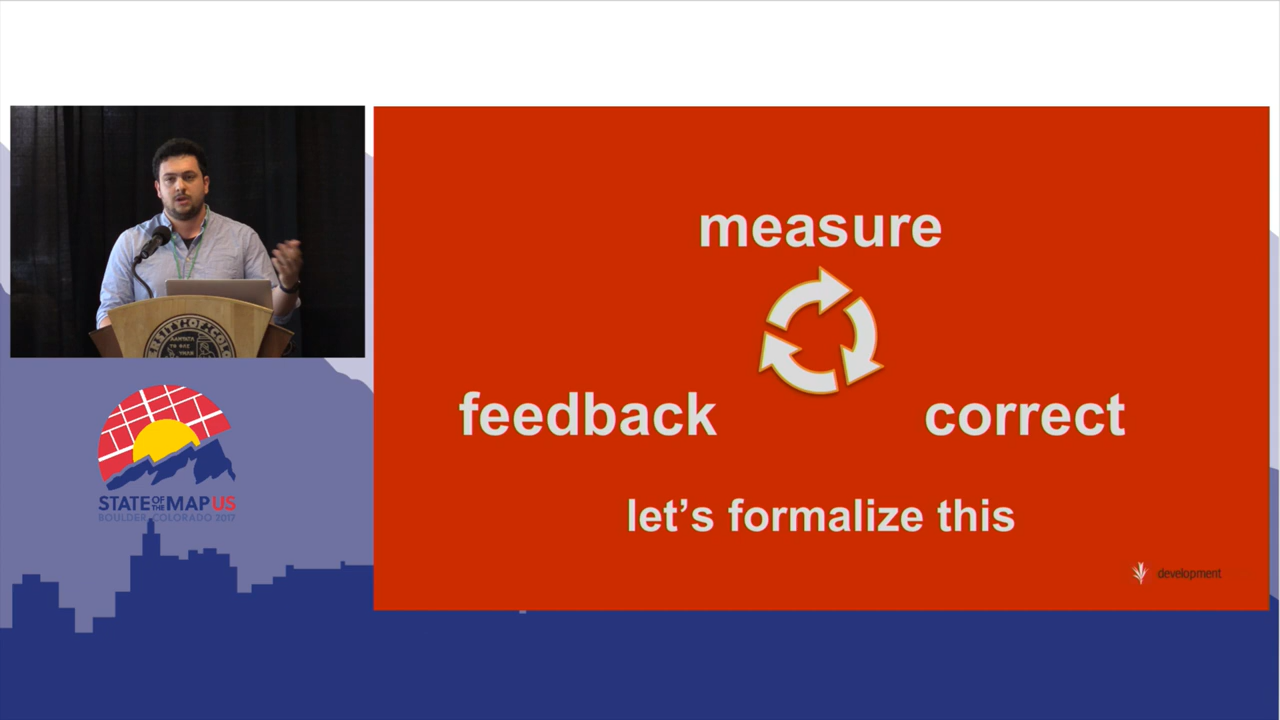 measure
feedback
correct
let's formalize this
development
STATE OF THE MAP US
BOULDER, COLORADO 2017